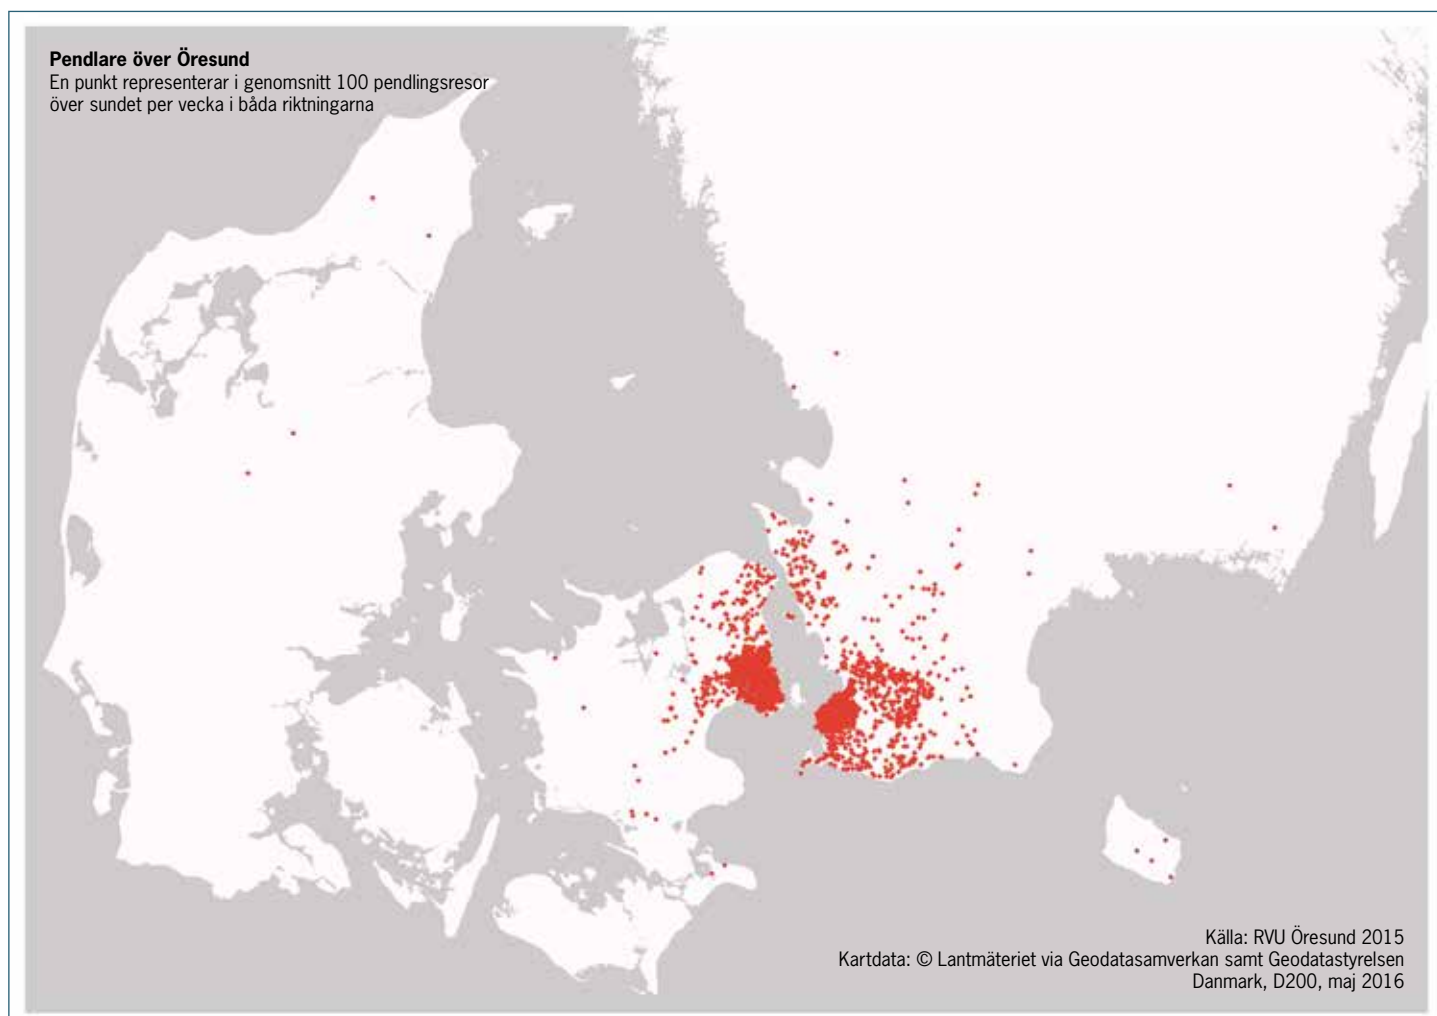 Pendlare över Öresund
En punkt representerar i genomsnitt 100 pendlingsresor
över sundet per vecka i båda riktningarna
Källa: RVU Öresund 2015
Kartdata: © Lantmäteriet via Geodatasamverkan samt Geodatastyrelsen
Danmark, D200, maj 2016